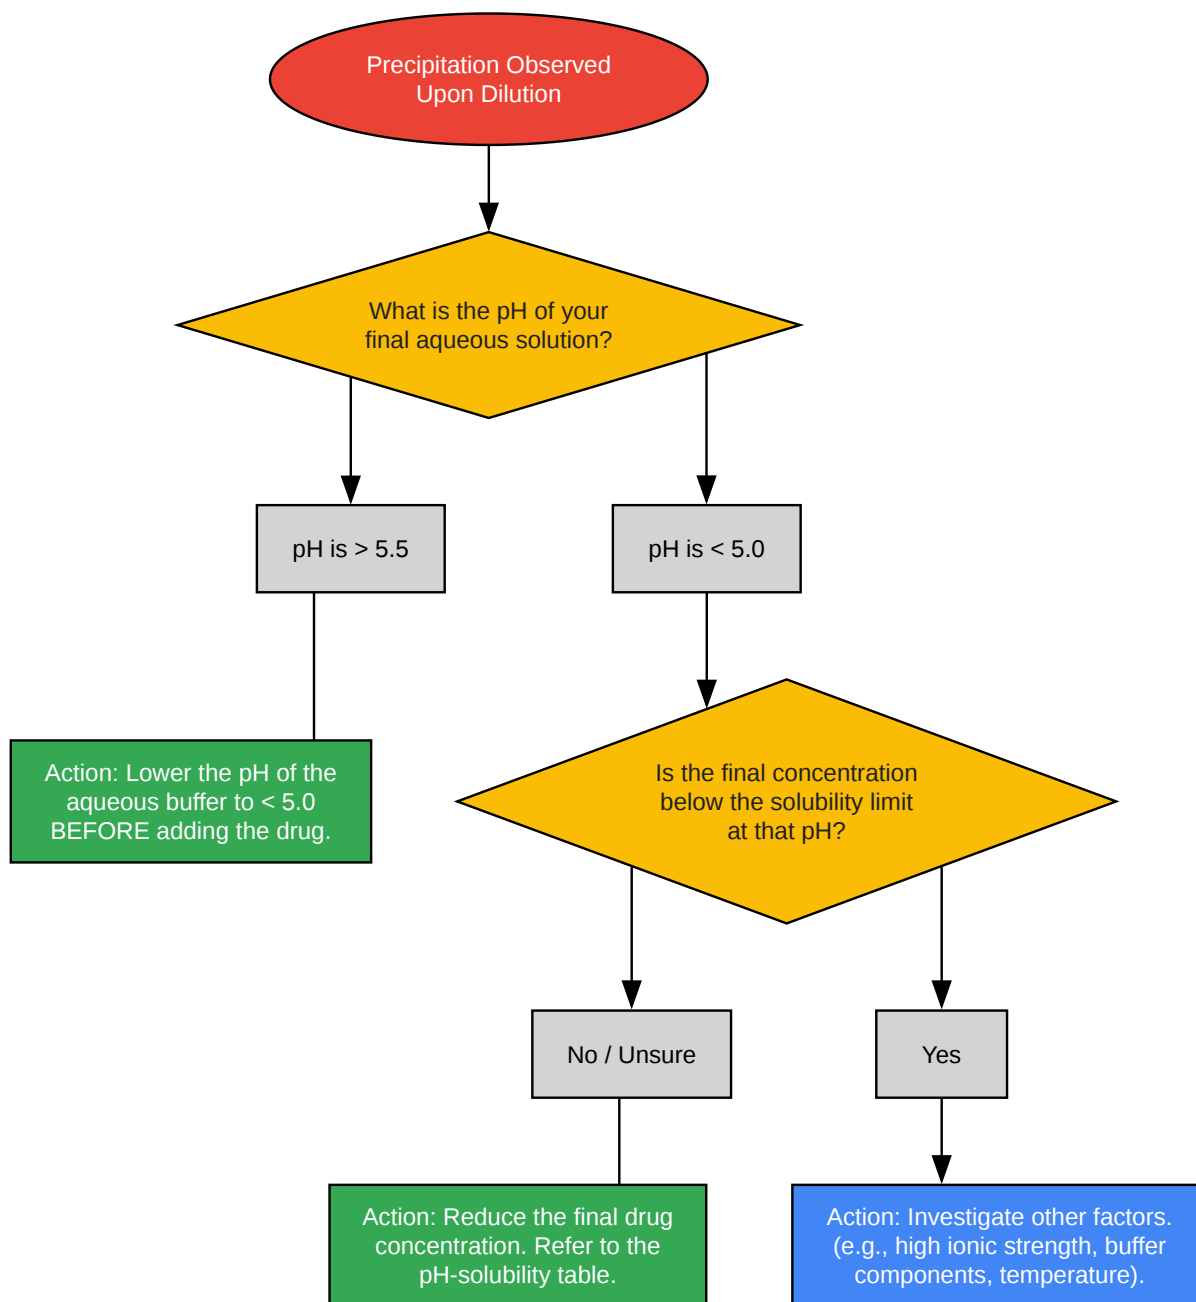 Precipitation Observed
Upon Dilution
What is the pH of your
final aqueous solution?
pH is > 5.5
pH is < 5.0
Action: Lower the pH of the
aqueous buffer to < 5.0
BEFORE adding the drug.
Is the final concentration
below the solubility limit
at that pH?
No / Unsure
Yes
Action: Reduce the final drug
concentration. Refer to the
pH-solubility table.
Action: Investigate other factors.
(e.g., high ionic strength, buffer
components, temperature).